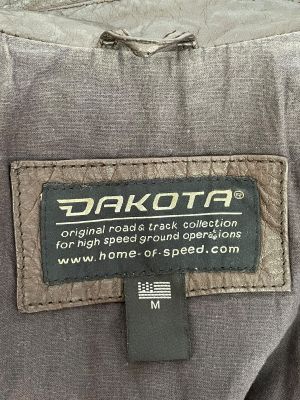 DAKOTA®
original road & track collection
for high speed ground operations
www.home-of-speed.com
M